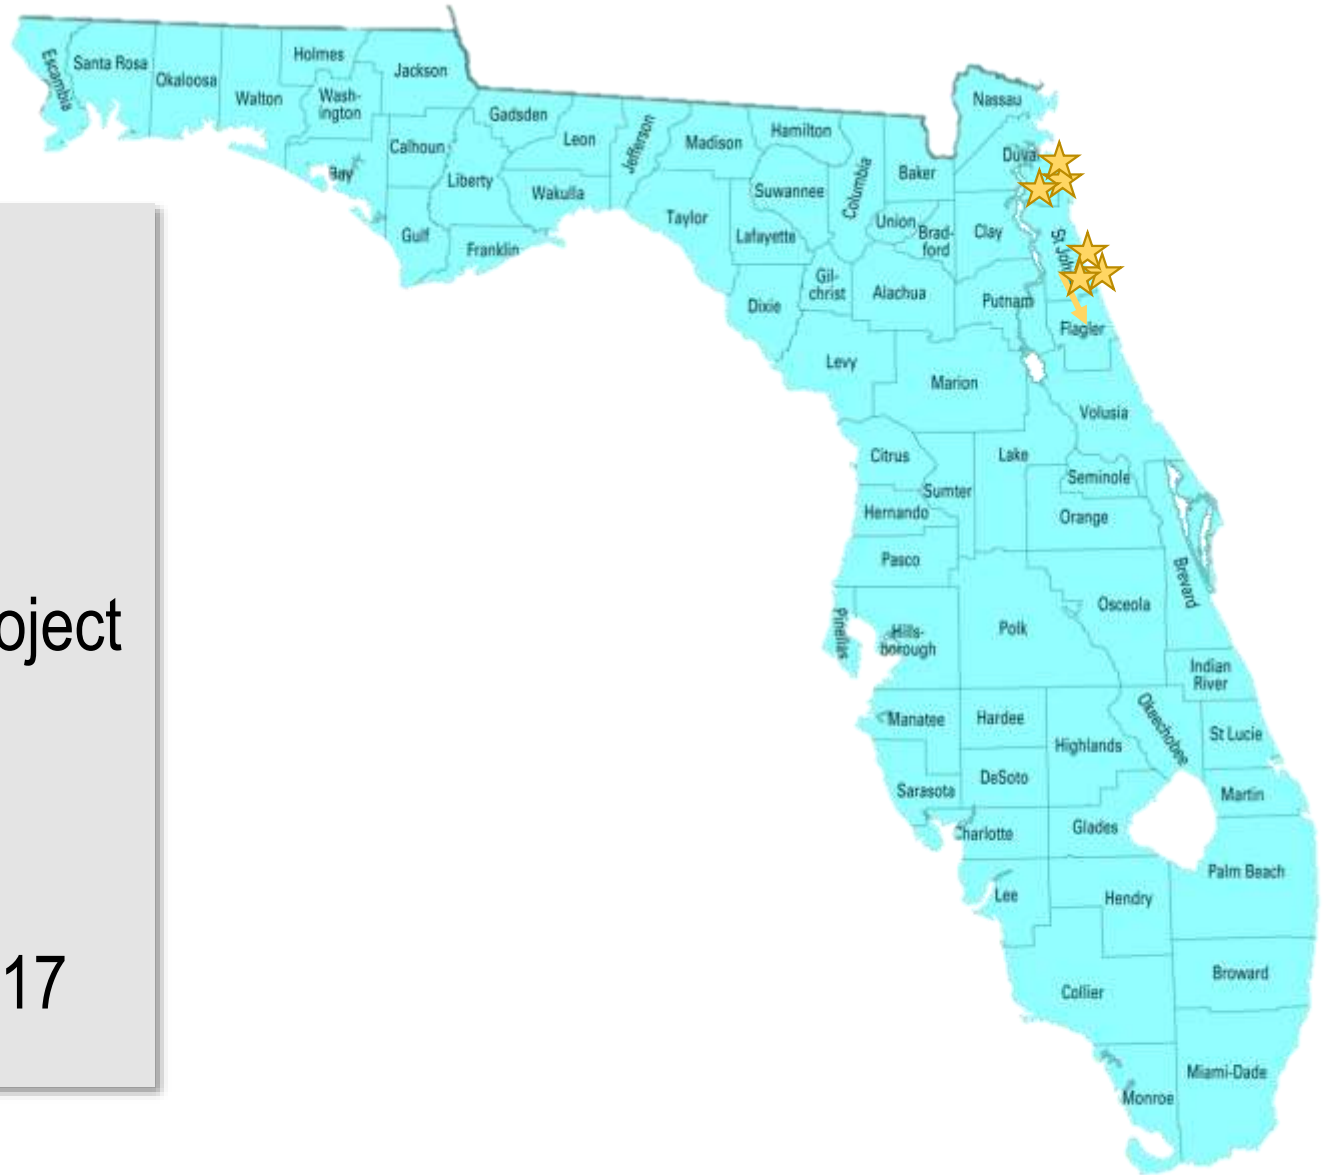 Escambia
Santa Rosa
Okaloosa
Walton
Holmes
Wash-
ington
Jackson
Bay
Calhoun
Gulf
Gadsden
Liberty
Franklin
Leon
Wakulla
Jefferson
Madison
Taylor
Hamilton
Suwannee
Lafayette
Dixie
Columbia
Gil-
christ
Baker
Union
Brad-
ford
Alachua
Levy
Nassau
Duval
Clay
St Joh
Putnam
Flagler
Marion
Volusia
Citrus
Sumter
Lake
Seminole
Hernando
Orange
Pasco
Brevard
Osceola
Polk
Pinellas
Hills-
borough
Indian
River
Manatee
Hardee
Highlands
Okeechobee
St Lucie
DeSoto
Sarasota
Martin
Charlotte
Glades
Palm Beach
Lee
Hendry
Broward
Collier
Miami-Dade
Monroe
oject
17